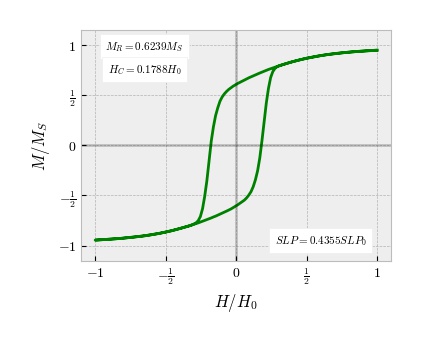 M_R = 0.6239M_S
H_C = 0.1788H_0
SLP = 0.4355SLP_0
M/M_S
1
1/2
0
−1/2
−1
−1
−1/2
0
1/2
1
H/H_0